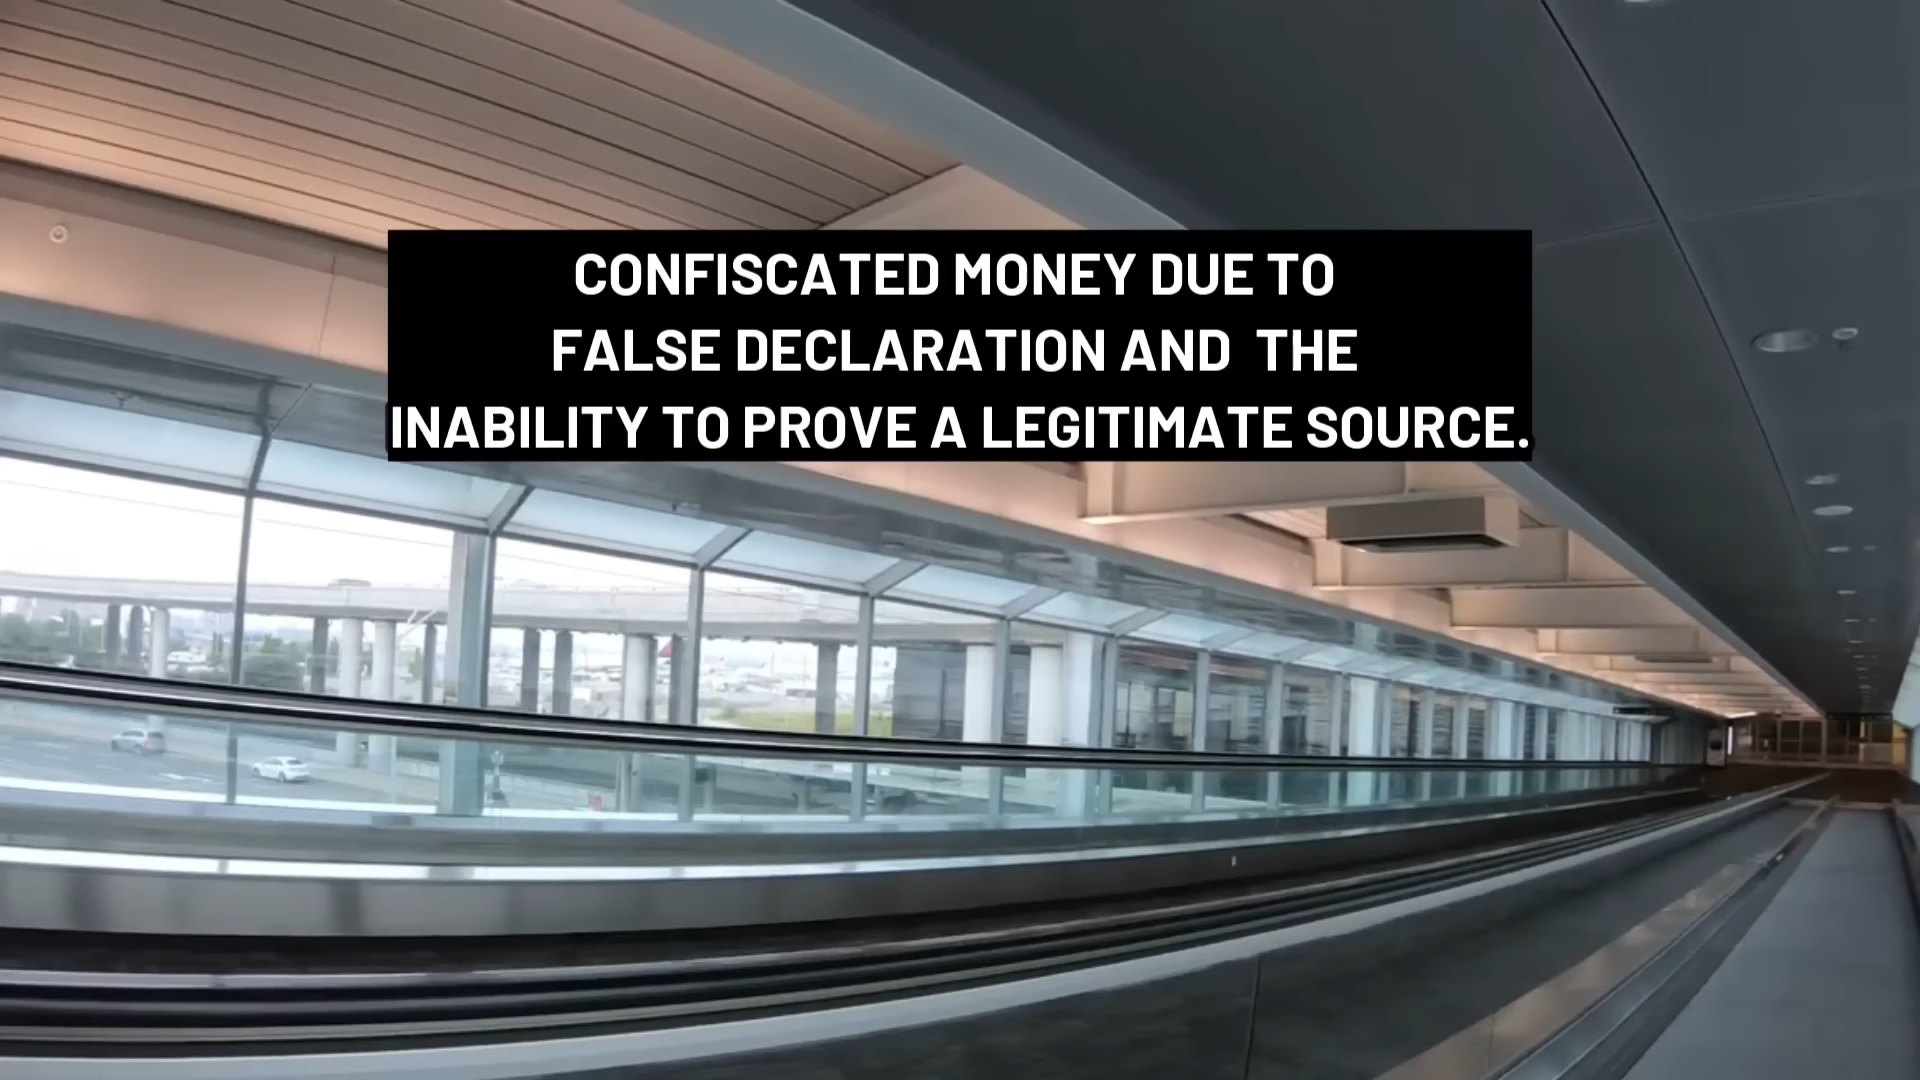 CONFISCATED MONEY DUE TO
FALSE DECLARATION AND THE
INABILITY TO PROVE A LEGITIMATE SOURCE.